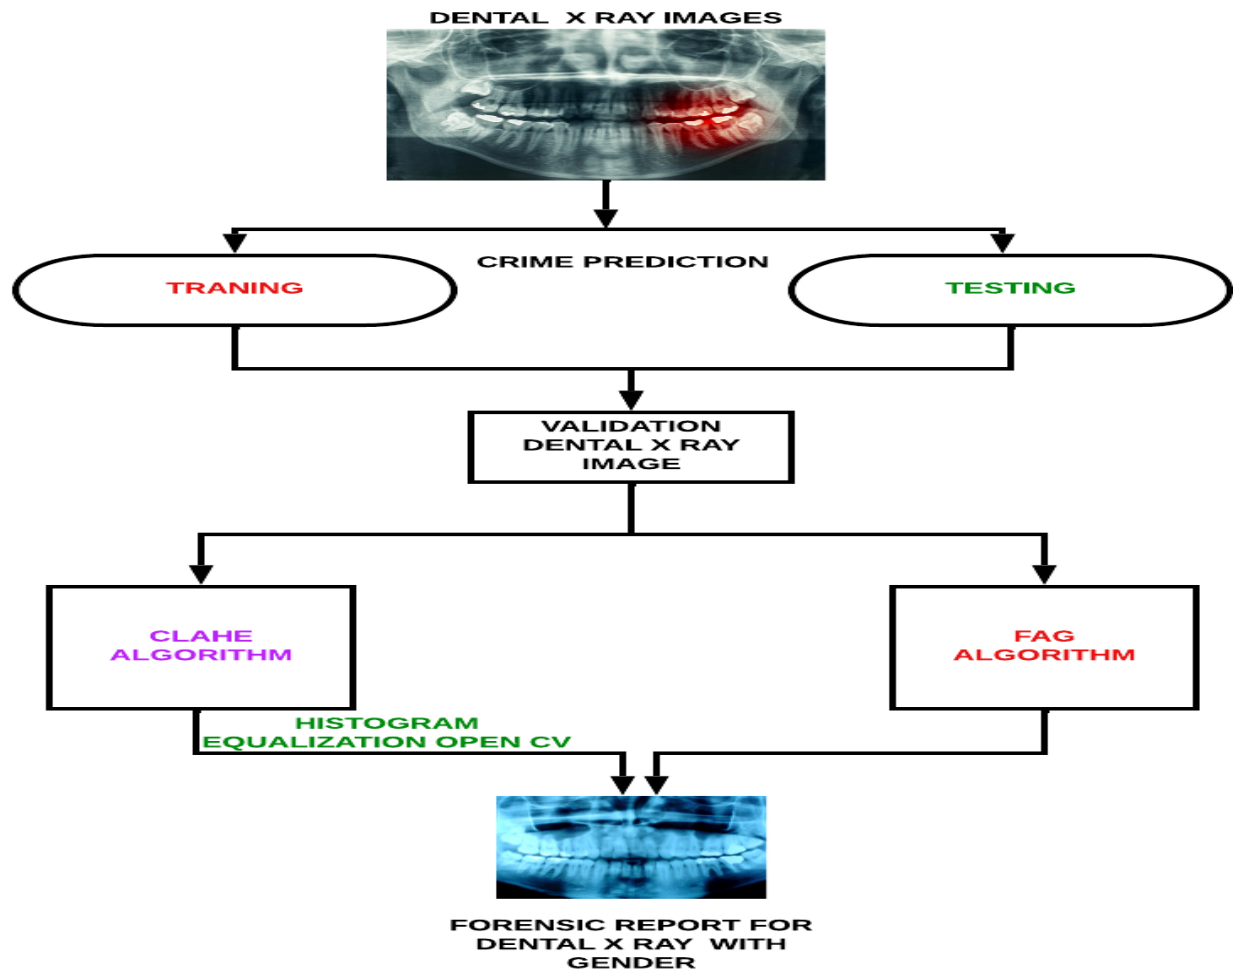 DENTAL X RAY IMAGES
CRIME PREDICTION
TRANING
TESTING
VALIDATION
DENTAL X RAY
IMAGE
CLAHE
ALGORITHM
FAG
ALGORITHM
HISTOGRAM
EQUALIZATION OPEN CV
FORENSIC REPORT FOR
DENTAL X RAY WITH
GENDER